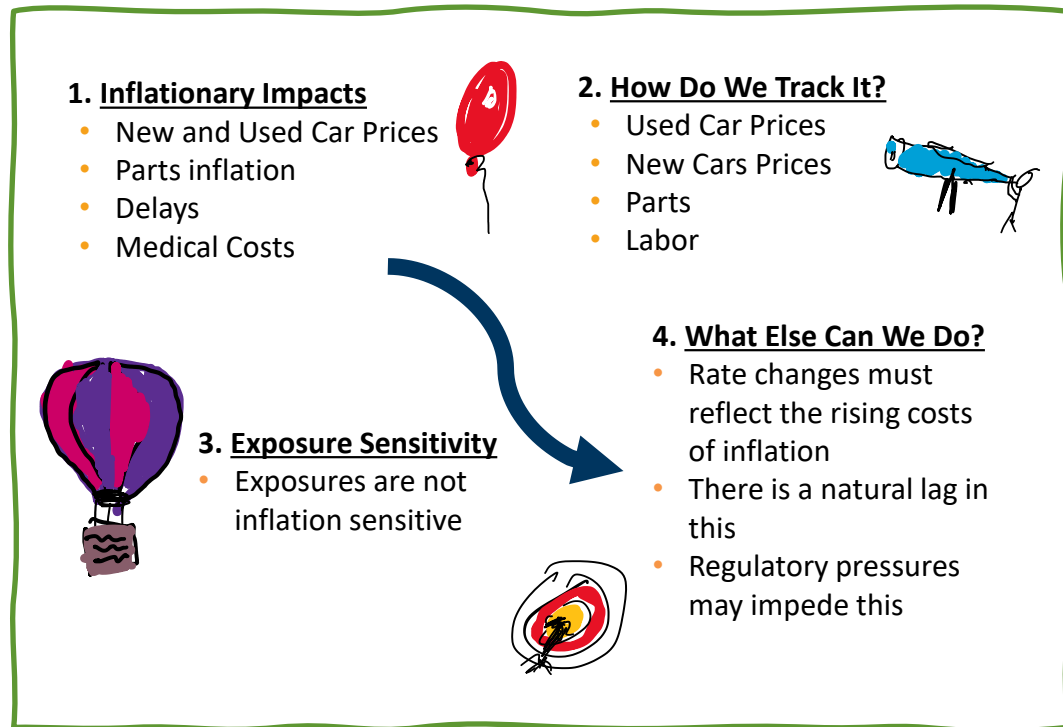 1. Inflationary Impacts
• New and Used Car Prices
• Parts inflation
• Delays
• Medical Costs
2. How Do We Track It?
• Used Car Prices
• New Cars Prices
• Parts
• Labor
3. Exposure Sensitivity
• Exposures are not
inflation sensitive
4. What Else Can We Do?
• Rate changes must
reflect the rising costs
of inflation
• There is a natural lag in
this
• Regulatory pressures
may impede this